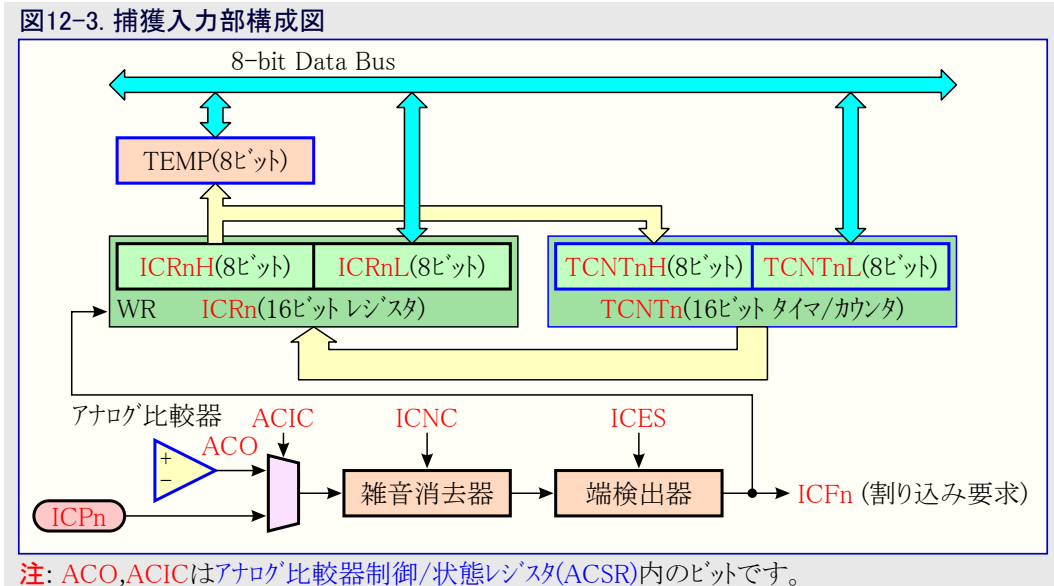 図12-3. 捕獲入力部構成図
8-bit Data Bus
TEMP(8ビット)
ICRnH(8ビット) ICRnL(8ビット) TCNTnH(8ビット) TCNTnL(8ビット)
WR ICRn(16ビット レジスタ) TCNTn(16ビット タイマ/カウンタ)
アナログ比較器 ACIC ICNC ICES
ACO
+
−
雑音消去器 端検出器 ICFn (割り込み要求)
ICPn
注: ACO,ACICはアナログ比較器制御/状態レジスタ(ACSR)内のビットです。